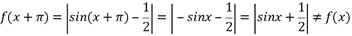 f(x + π) = |sin(x + π) − 1/2| = |−sinx − 1/2| = |sinx + 1/2| ≠ f(x)